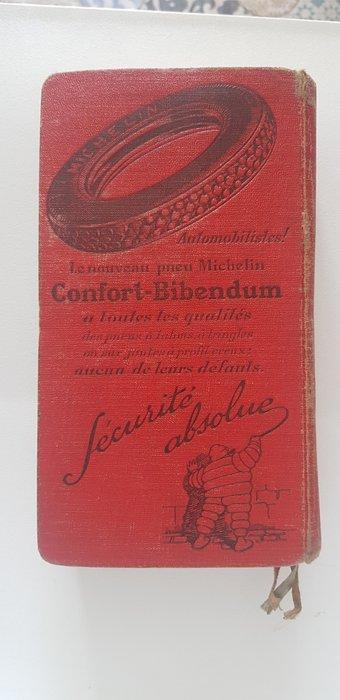 MICHELIN
Automobilistes!
Le nouveau pneu Michelin
Confort-Bibendum
a toutes les qualités
des pneus à talons, à tringles
ou sur jantes à profil creux;
aucun de leurs défauts.
Sécurité
absolue